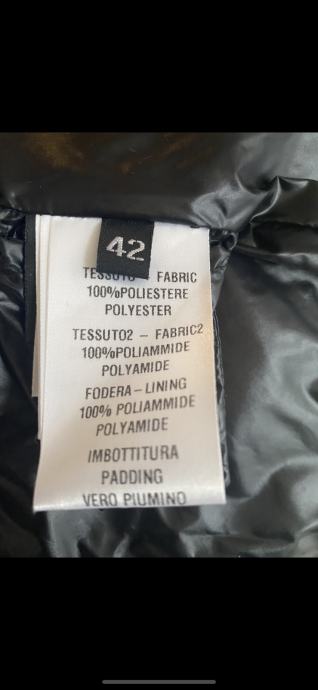 42
TESSUTO - FABRIC
100%POLIESTERE
POLYESTER
TESSUTO2 - FABRIC2
100%POLIAMMIDE
POLYAMIDE
FODERA-LINING
100% POLIAMMIDE
POLYAMIDE
IMBOTTITURA
PADDING
VERO PIUMINO